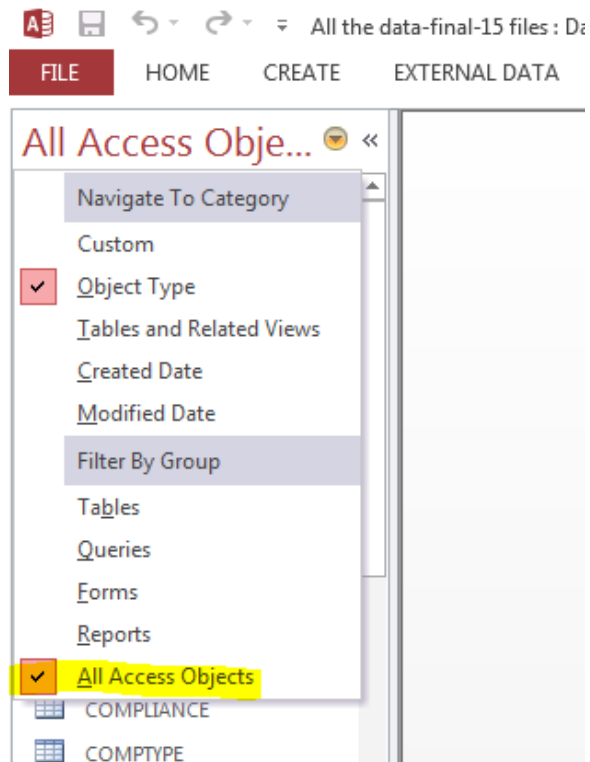 All the data-final-15 files : Da
FILE HOME CREATE EXTERNAL DATA
All Access Obje... «
Navigate To Category
Custom
Object Type
Tables and Related Views
Created Date
Modified Date
Filter By Group
Tables
Queries
Forms
Reports
All Access Objects
COMPLIANCE
COMPTYPE